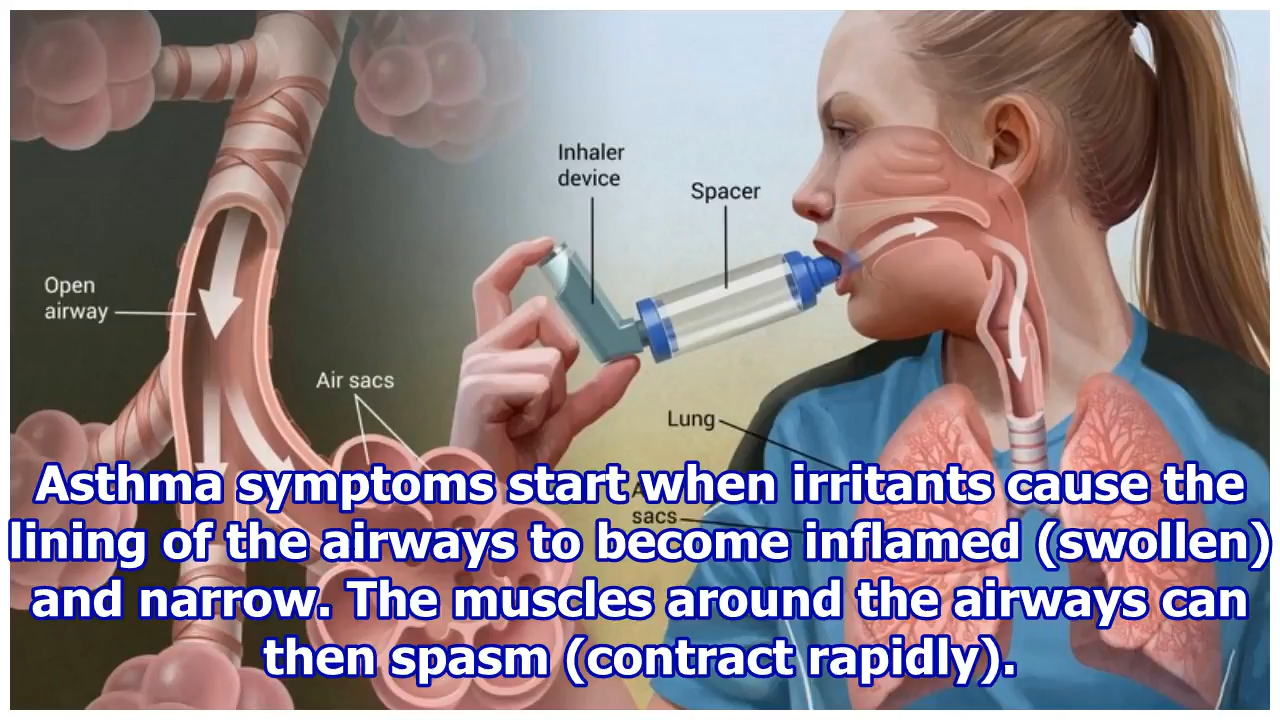 Inhaler
device
Spacer
Open
airway
Air sacs
Lung
sacs
Asthma symptoms start when irritants cause the
lining of the airways to become inflamed (swollen)
and narrow. The muscles around the airways can
then spasm (contract rapidly).